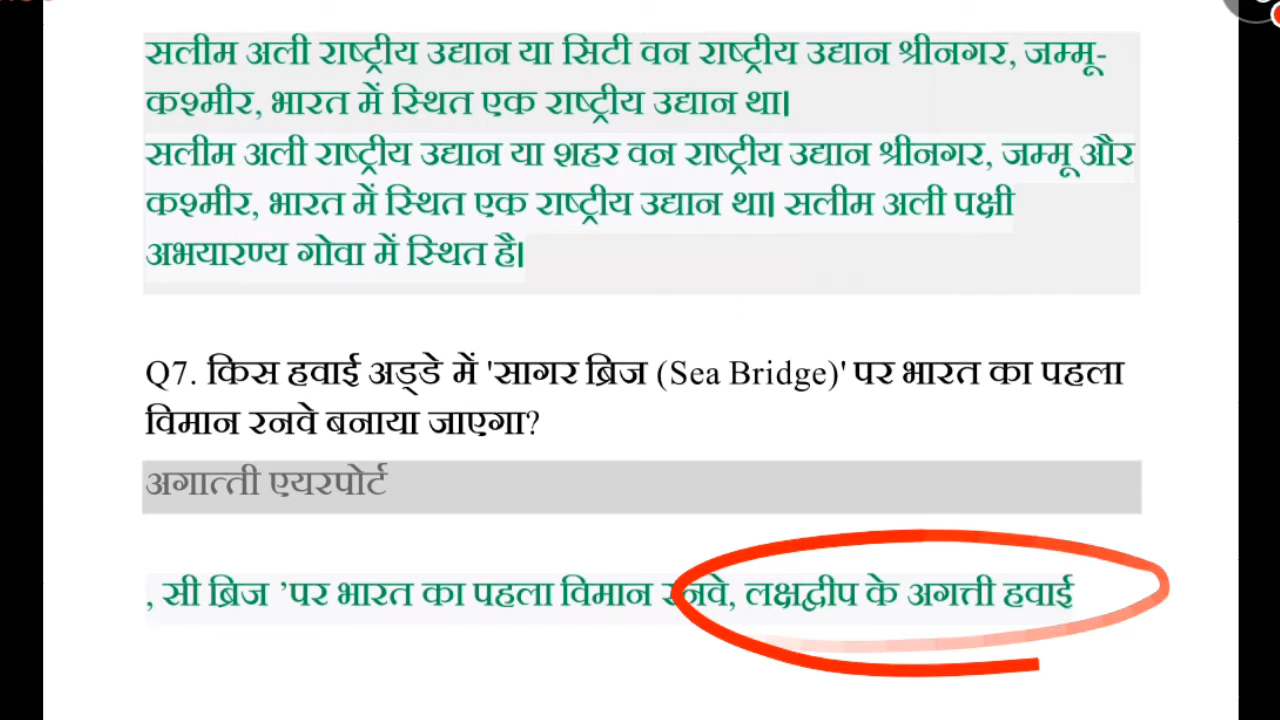 सलीम अली राष्ट्रीय उद्यान या सिटी वन राष्ट्रीय उद्यान श्रीनगर, जम्मू-
कश्मीर, भारत में स्थित एक राष्ट्रीय उद्यान था।
सलीम अली राष्ट्रीय उद्यान या शहर वन राष्ट्रीय उद्यान श्रीनगर, जम्मू और
कश्मीर, भारत में स्थित एक राष्ट्रीय उद्यान था। सलीम अली पक्षी
अभयारण्य गोवा में स्थित है।
Q7. किस हवाई अड्डे में 'सागर ब्रिज (Sea Bridge)' पर भारत का पहला
विमान रनवे बनाया जाएगा?
अगात्ती एयरपोर्ट
, सी ब्रिज ’पर भारत का पहला विमान रनवे, लक्षद्वीप के अगत्ती हवाई